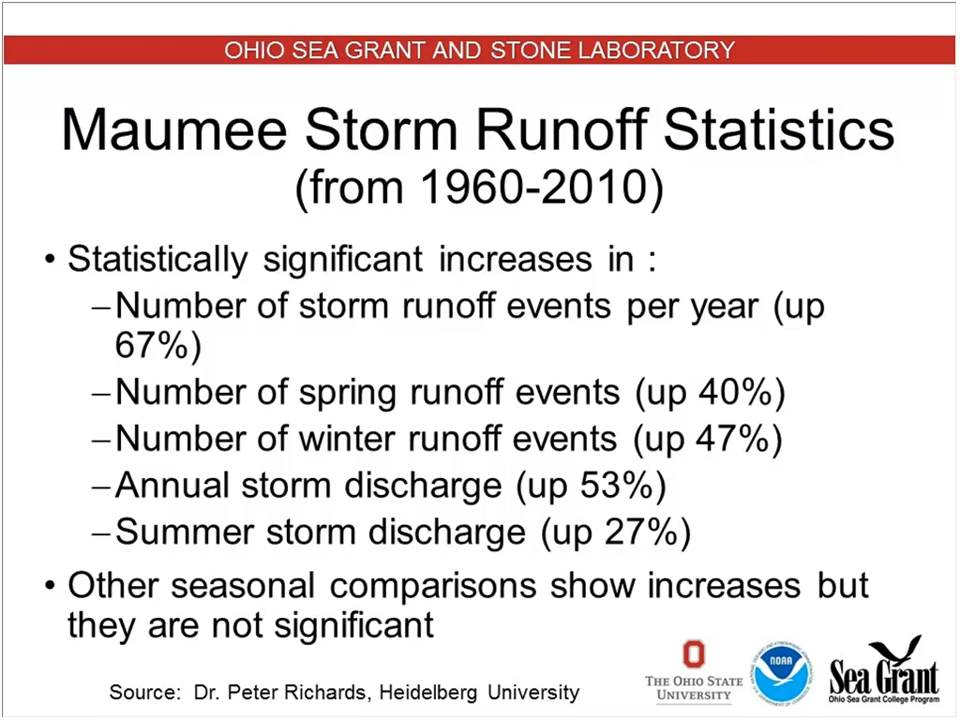 OHIO SEA GRANT AND STONE LABORATORY
Maumee Storm Runoff Statistics
(from 1960-2010)
• Statistically significant increases in :
–Number of storm runoff events per year (up
67%)
–Number of spring runoff events (up 40%)
–Number of winter runoff events (up 47%)
–Annual storm discharge (up 53%)
–Summer storm discharge (up 27%)
• Other seasonal comparisons show increases but
they are not significant
Source: Dr. Peter Richards, Heidelberg University
THE OHIO STATE
UNIVERSITY
NOAA
Sea Grant
Ohio Sea Grant College Program